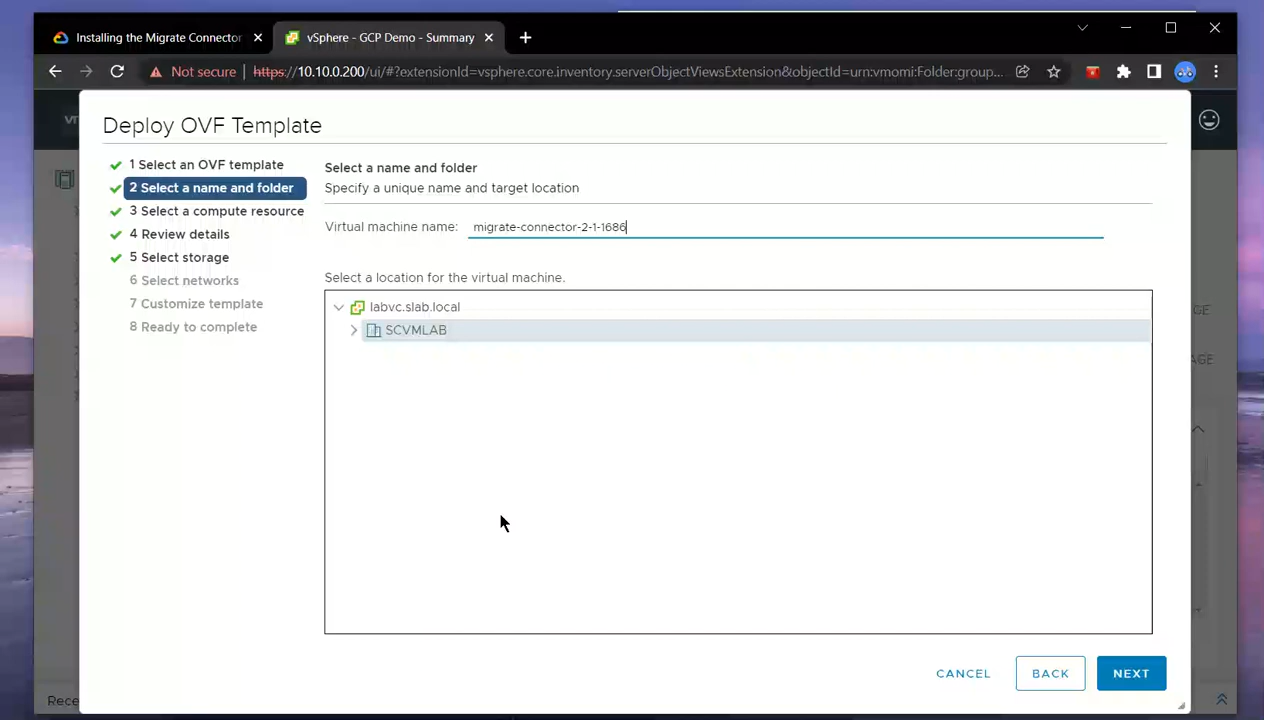 Installing the Migrate Connector
vSphere - GCP Demo - Summary
Not secure
https://10.10.0.200/ui/#?extensionId=vsphere.core.inventory.serverObjectViewsExtension&objectId=urn:vmomi:Folder:group...
Deploy OVF Template
1 Select an OVF template
2 Select a name and folder
3 Select a compute resource
4 Review details
5 Select storage
6 Select networks
7 Customize template
8 Ready to complete
Select a name and folder
Specify a unique name and target location
Virtual machine name: migrate-connector-2-1-1686
Select a location for the virtual machine.
labvc.slab.local
SCVMLAB
CANCEL
BACK
NEXT
Rece